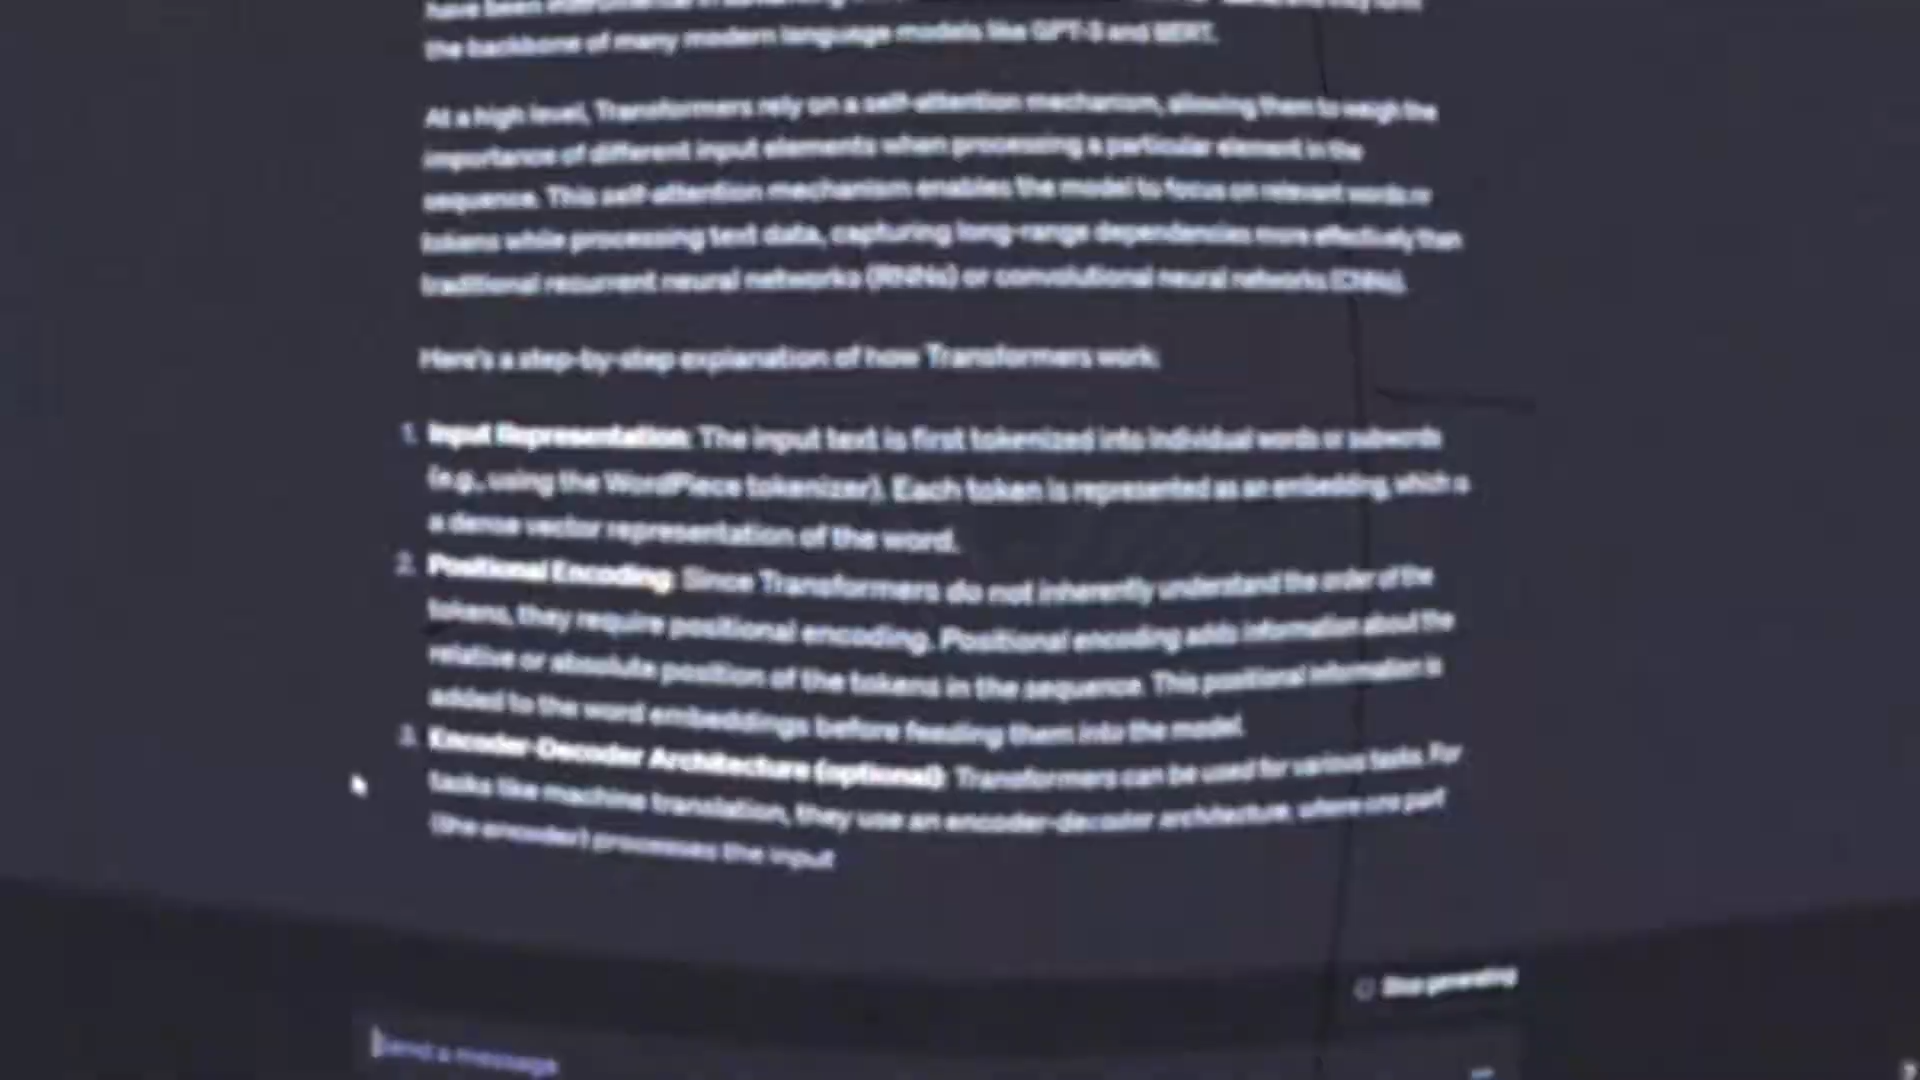 have been instrumental in advancing
the backbone of many modern language models like GPT-3 and BERT.
At a high level, Transformers rely on a self-attention mechanism, allowing them to weigh the
importance of different input elements when processing a particular element in the
sequence. This self-attention mechanism enables the model to focus on relevant words or
tokens while processing text data, capturing long-range dependencies more effectively than
traditional recurrent neural networks (RNNs) or convolutional neural networks (CNNs).
Here's a step-by-step explanation of how Transformers work:
1. Input Representation: The input text is first tokenized into individual words or subwords
(e.g., using the WordPiece tokenizer). Each token is represented as an embedding, which is
a dense vector representation of the word.
2. Positional Encoding: Since Transformers do not inherently understand the order of the
tokens, they require positional encoding. Positional encoding adds information about the
relative or absolute position of the tokens in the sequence. This positional information is
added to the word embeddings before feeding them into the model.
3. Encoder-Decoder Architecture (optional): Transformers can be used for various tasks. For
tasks like machine translation, they use an encoder-decoder architecture, where one part
(the encoder) processes the input
Stop generating
Send a message